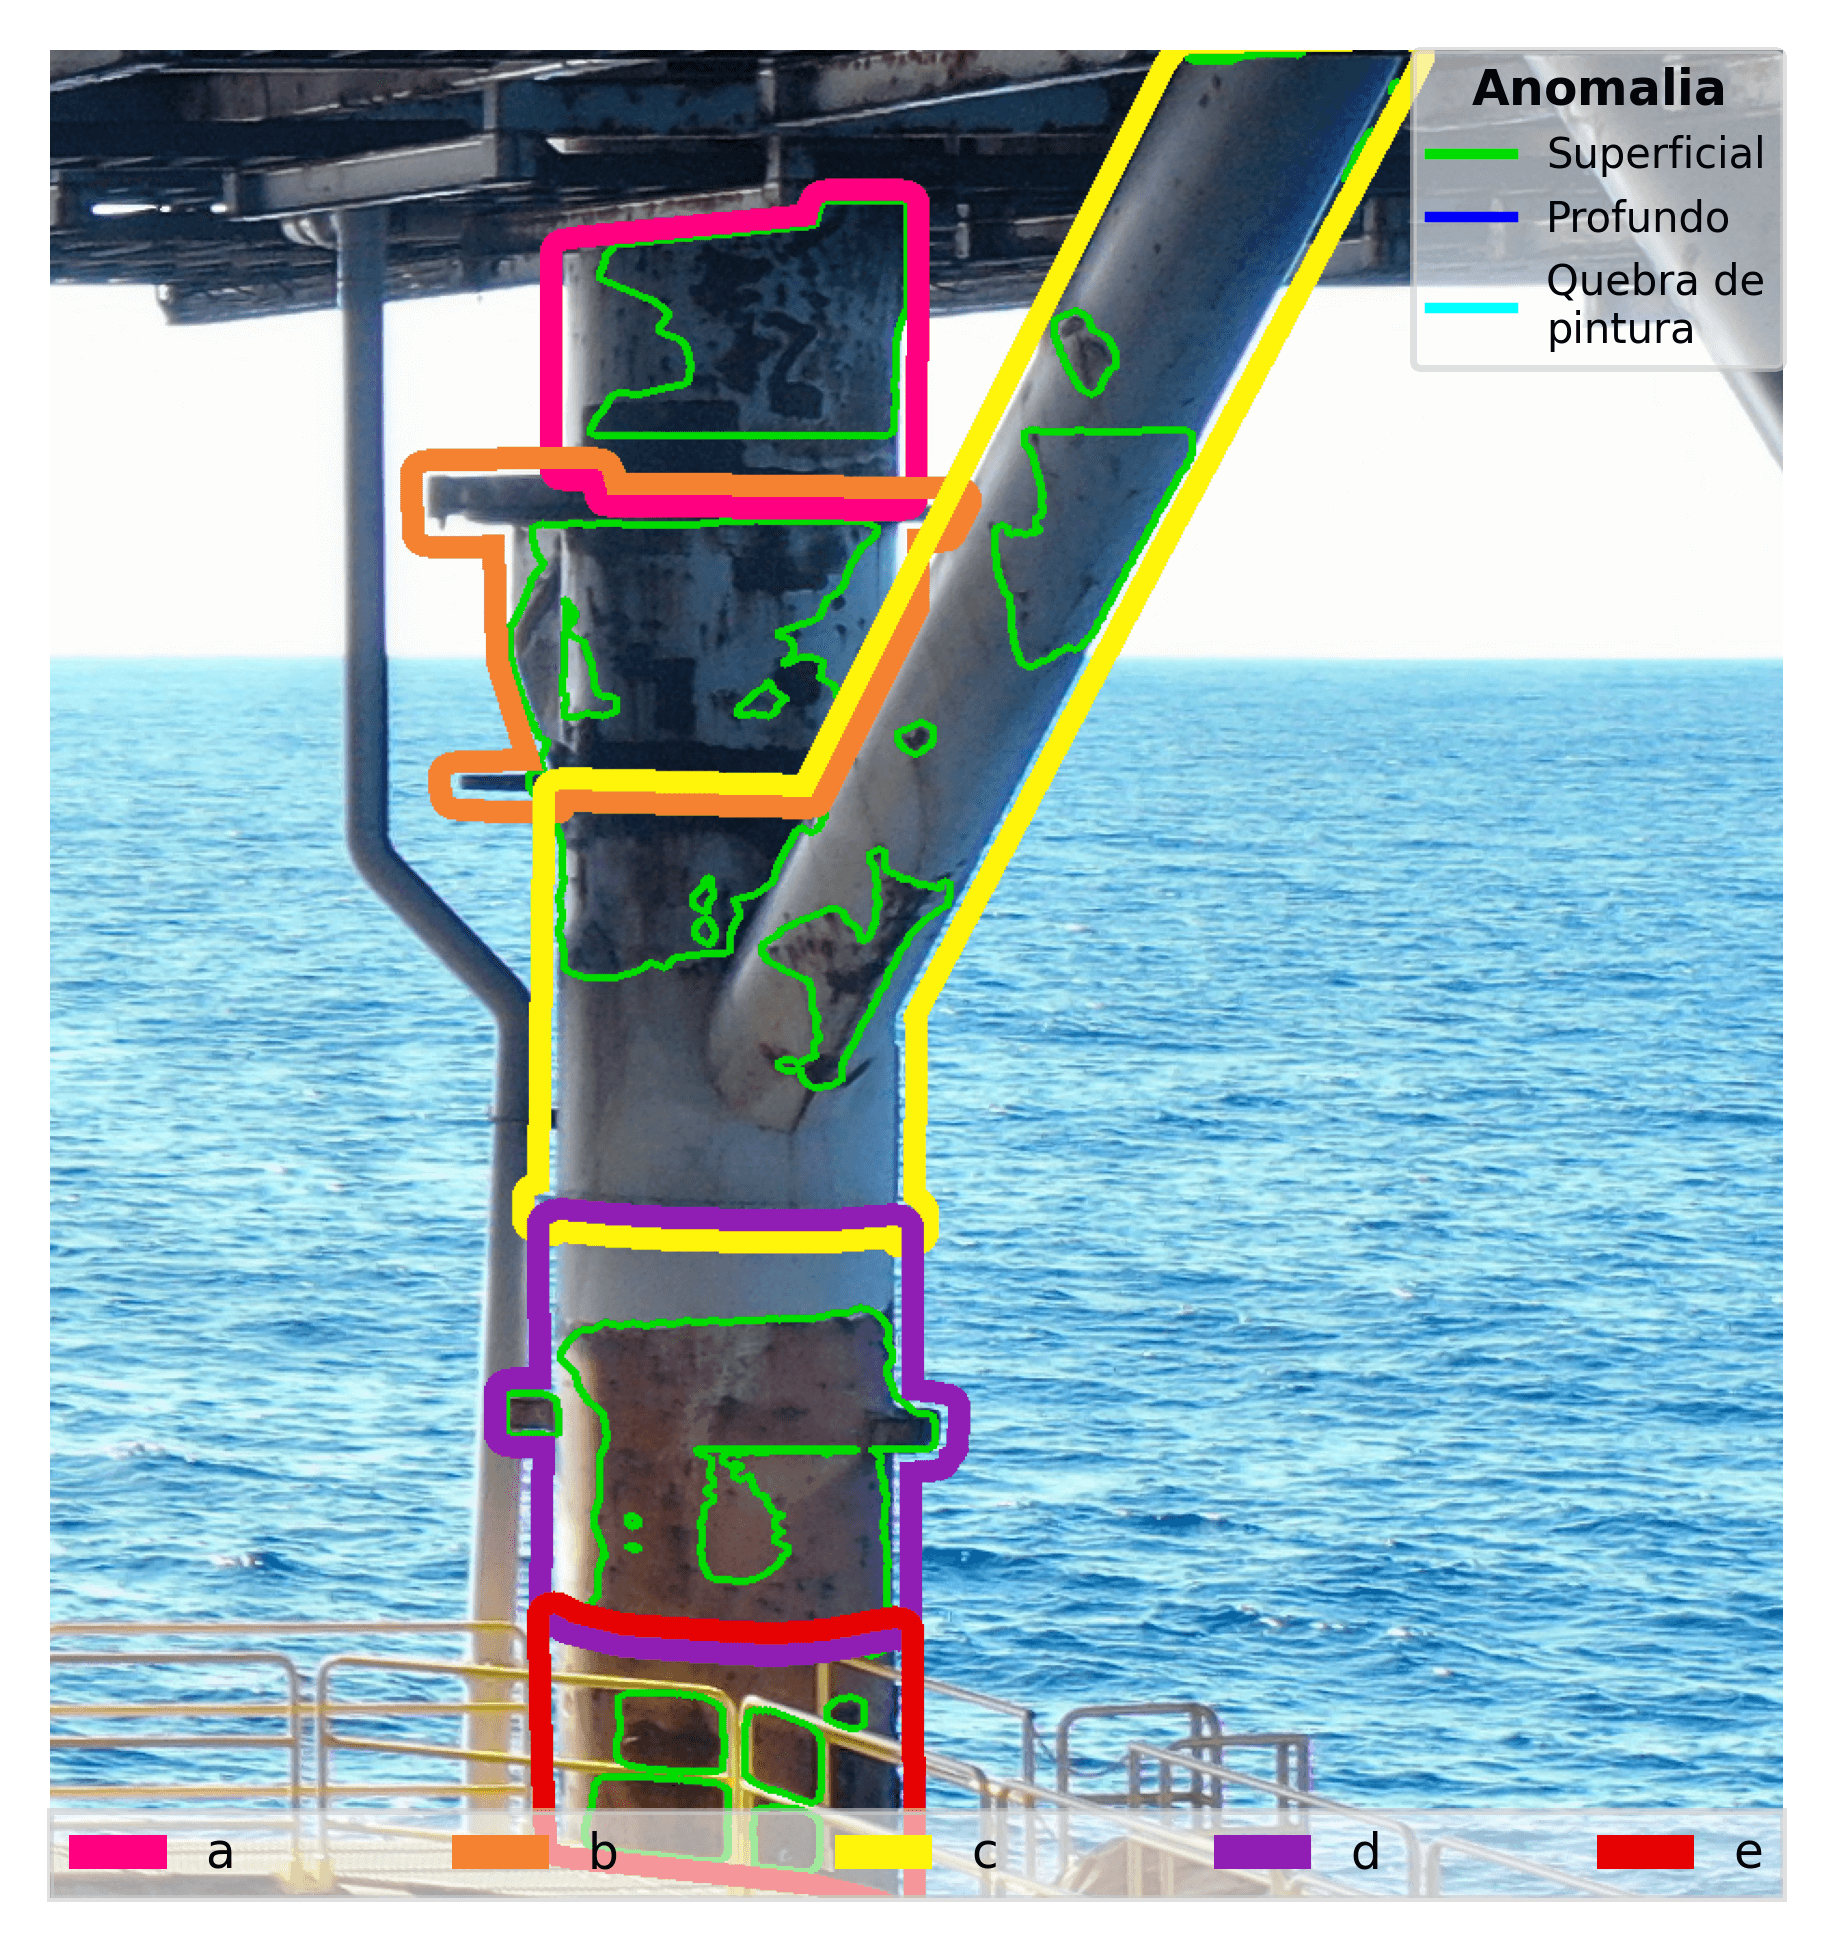 Anomalia
Superficial
Profundo
Quebra de
pintura
a b c d e